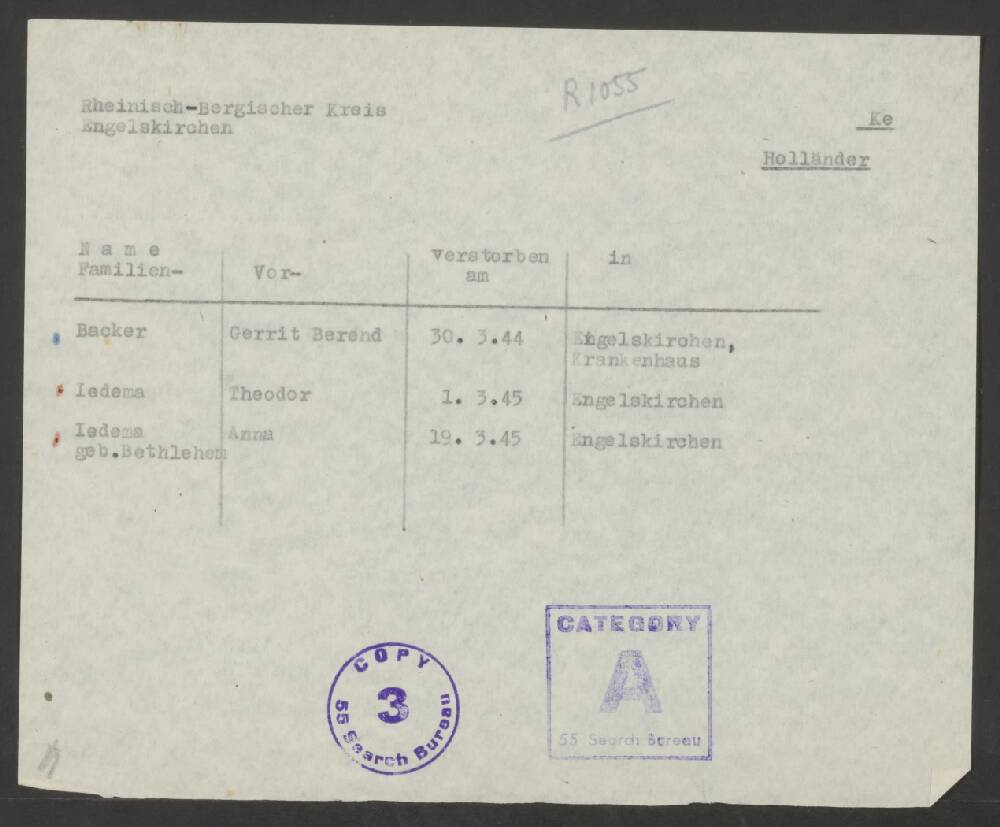 R1055
Rheinisch-Bergischer Kreis
Engelskirchen
Ke
Holländer
Name
Familien- Vor- verstorben am in
Backer Gerrit Berend 30. 3.44 Engelskirchen,
Krankenhaus
Iedema Theodor 1. 3.45 Engelskirchen
Iedema Anna 19. 3.45 Engelskirchen
geb.Bethlehem
COPY
3
55 Search Bureau
CATEGORY
A
55 Search Bureau